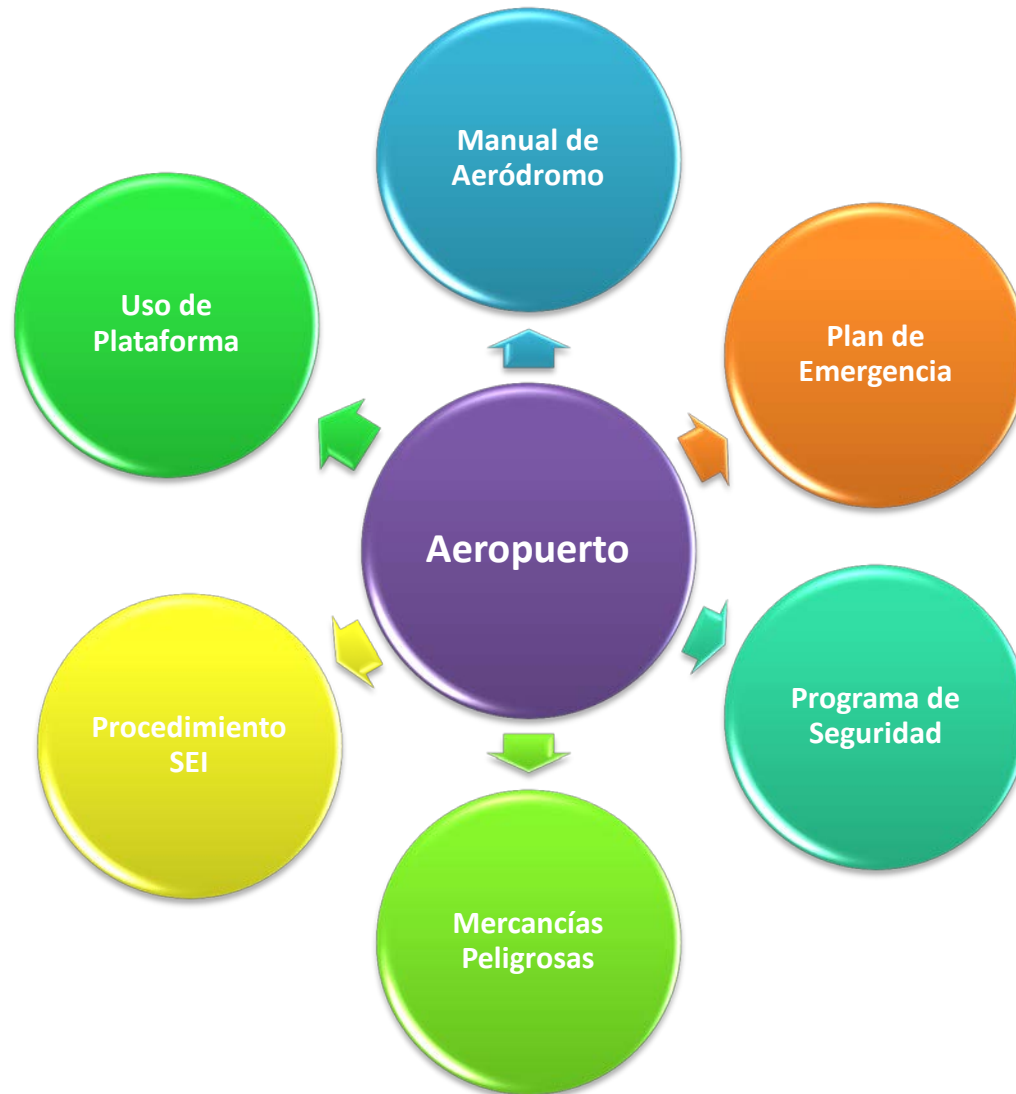 Manual de
Aeródromo
Uso de
Plataforma
Plan de
Emergencia
Aeropuerto
Procedimiento
SEI
Programa de
Seguridad
Mercancías
Peligrosas